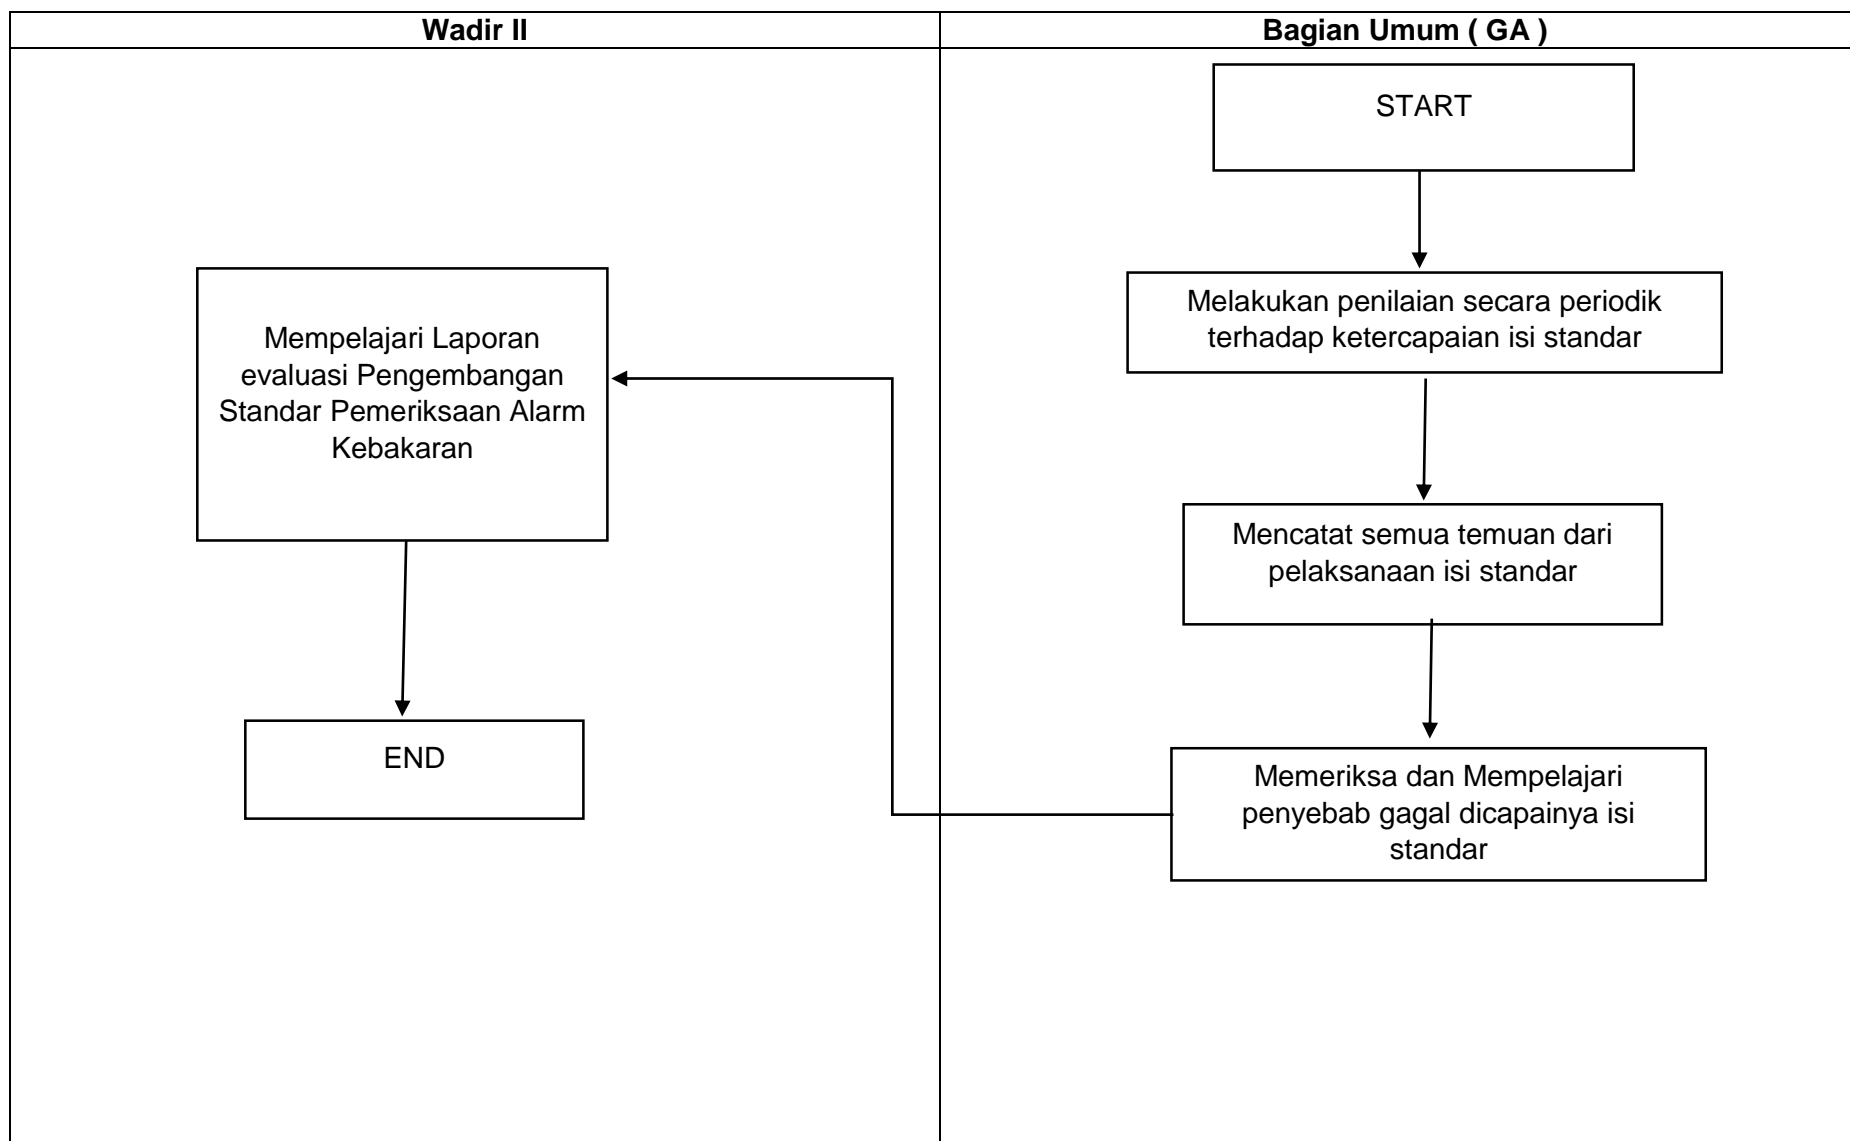 Wadir II
Bagian Umum ( GA )
START
Melakukan penilaian secara periodik
terhadap ketercapaian isi standar
Mencatat semua temuan dari
pelaksanaan isi standar
Memeriksa dan Mempelajari
penyebab gagal dicapainya isi
standar
Mempelajari Laporan
evaluasi Pengembangan
Standar Pemeriksaan Alarm
Kebakaran
END